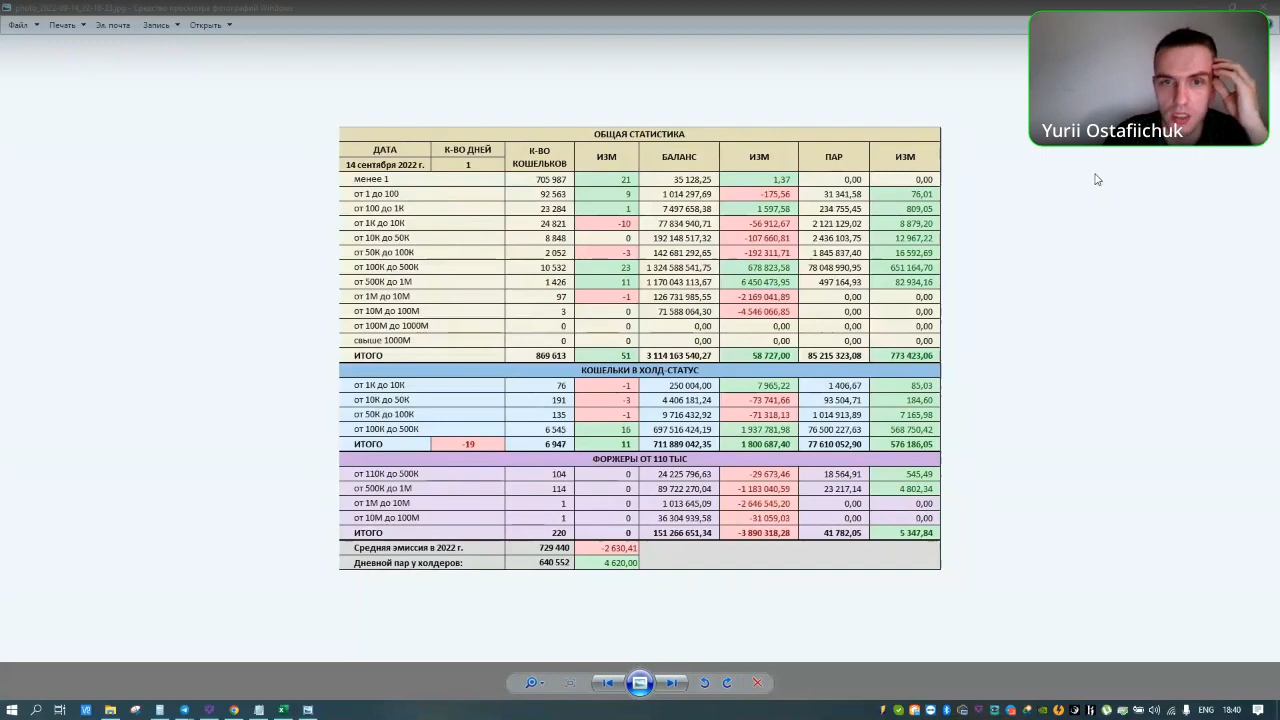 photo_2022-09-14_22-18-23.jpg - Средство просмотра фотографий Windows
Файл Печать Эл. почта Запись Открыть
Yurii Ostafiichuk
ОБЩАЯ СТАТИСТИКА
ДАТА К-ВО ДНЕЙ К-ВО КОШЕЛЬКОВ ИЗМ БАЛАНС ИЗМ ПАР ИЗМ
14 сентября 2022 г. 1
менее 1 705 987 21 35 128,25 1,37 0,00 0,00
от 1 до 100 92 563 9 1 014 297,69 -175,56 31 341,58 76,01
от 100 до 1К 23 284 1 7 497 658,38 1 597,58 234 755,45 809,05
от 1К до 10К 24 821 -10 77 834 940,71 -56 912,67 2 121 129,02 8 879,20
от 10К до 50К 8 848 0 192 148 517,32 -107 660,81 2 436 103,75 12 967,22
от 50К до 100К 2 052 -3 142 681 292,65 -192 311,71 1 845 837,40 16 592,69
от 100К до 500К 10 532 23 1 324 588 541,75 678 823,58 78 048 990,95 651 164,70
от 500К до 1М 1 426 11 1 170 043 113,67 6 450 473,95 497 164,93 82 934,16
от 1М до 10М 97 -1 126 731 985,55 -2 169 041,89 0,00 0,00
от 10М до 100М 3 0 71 588 064,30 -4 546 066,85 0,00 0,00
от 100М до 1000М 0 0 0,00 0,00 0,00 0,00
свыше 1000М 0 0 0,00 0,00 0,00 0,00
ИТОГО 869 613 51 3 114 163 540,27 58 727,00 85 215 323,08 773 423,06
КОШЕЛЬКИ В ХОЛД-СТАТУС
от 1К до 10К 76 -1 250 004,00 7 965,22 1 406,67 85,03
от 10К до 50К 191 -3 4 406 181,24 -73 741,66 93 504,71 184,60
от 50К до 100К 135 -1 9 716 432,92 -71 318,13 1 014 913,89 7 165,98
от 100К до 500К 6 545 16 697 516 424,19 1 937 781,98 76 500 227,63 568 750,42
ИТОГО -19 6 947 11 711 889 042,35 1 800 687,40 77 610 052,90 576 186,05
ФОРЖЕРЫ ОТ 110 ТЫС
от 110К до 500К 104 0 24 225 796,63 -29 673,46 18 564,91 545,49
от 500К до 1М 114 0 89 722 270,04 -1 183 040,59 23 217,14 4 802,34
от 1М до 10М 1 0 1 013 645,09 -2 646 545,20 0,00 0,00
от 10М до 100М 1 0 36 304 939,58 -31 059,03 0,00 0,00
ИТОГО 220 0 151 266 651,34 -3 890 318,28 41 782,05 5 347,84
Средняя эмиссия в 2022 г. 729 440 -2 630,41
Дневной пар у холдеров: 640 552 4 620,00
ENG 18:40